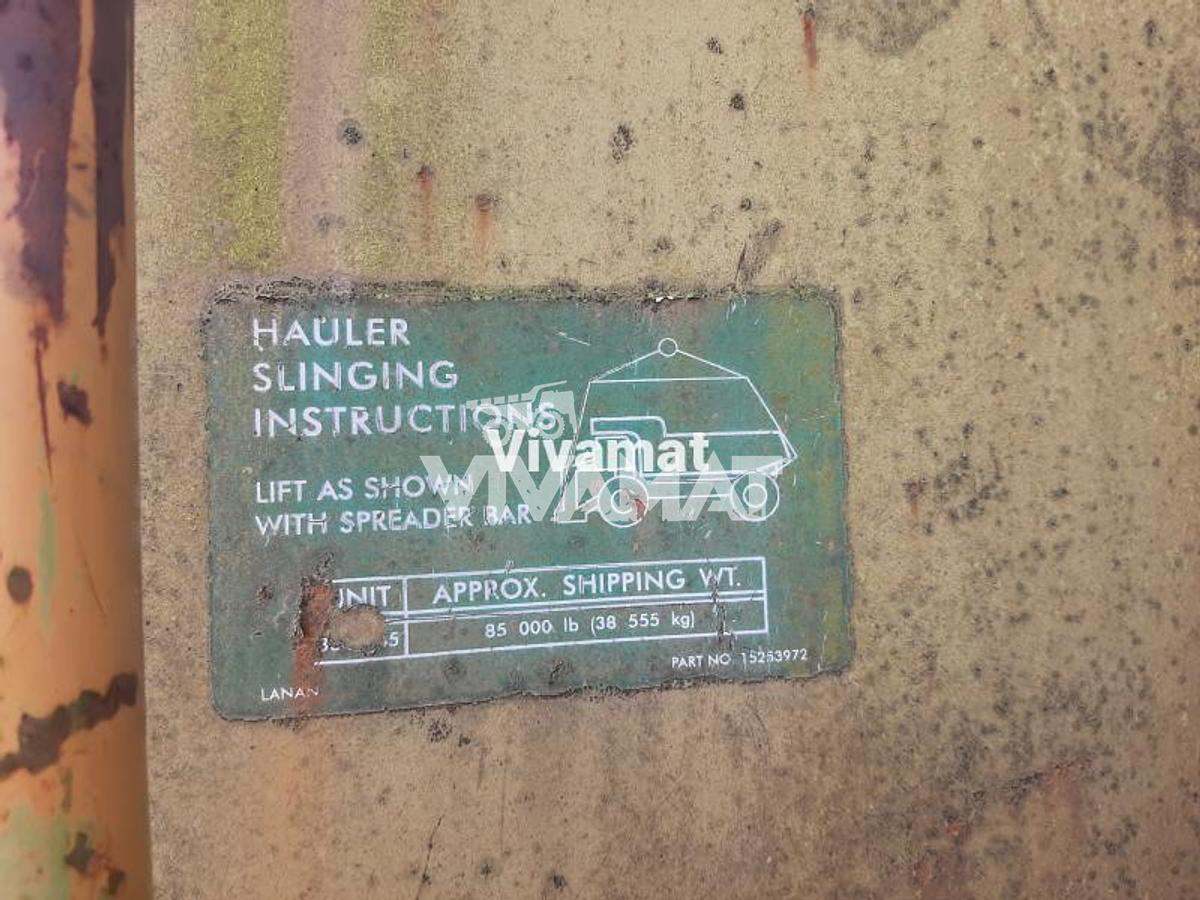 HAULER
SLINGING
INSTRUCTIONS
Vivamat
VIVAMAT
LIFT AS SHOWN
WITH SPREADER BAR
UNIT APPROX. SHIPPING WT.
85 000 lb (38 555 kg)
PART NO. 15253972